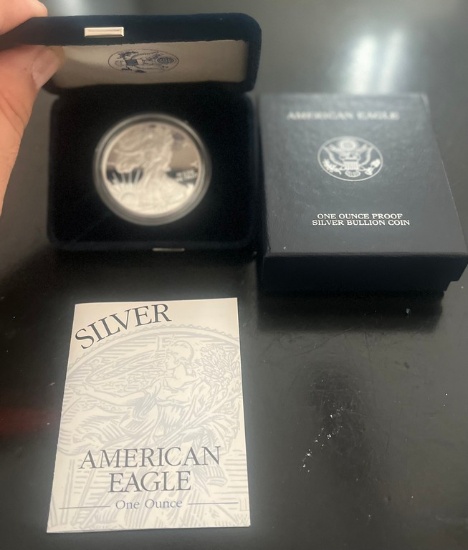 AMERICAN EAGLE
ONE OUNCE PROOF
SILVER BULLION COIN
SILVER
AMERICAN
EAGLE
One Ounce